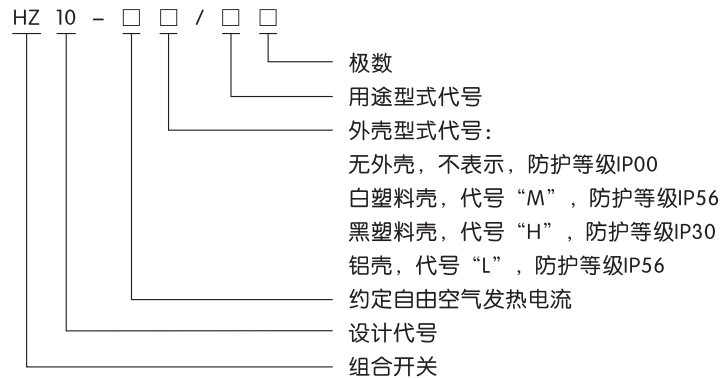 HZ 10 - □ □ / □ □
极数
用途型式代号
外壳型式代号：
无外壳，不表示，防护等级IP00
白塑料壳，代号“M”，防护等级IP56
黑塑料壳，代号“H”，防护等级IP30
铝壳，代号“L”，防护等级IP56
约定自由空气发热电流
设计代号
组合开关